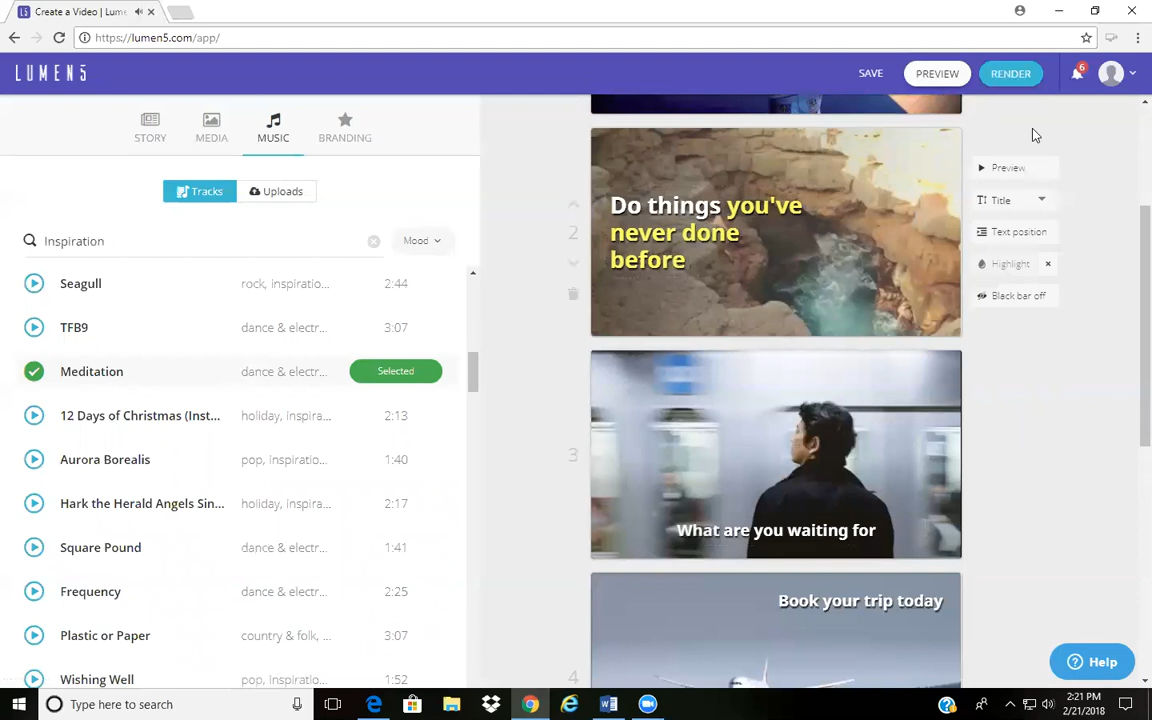 Create a Video | Lum
https://lumen5.com/app/
LUMEN5
SAVE
PREVIEW
RENDER
6
STORY
MEDIA
MUSIC
BRANDING
Tracks
Uploads
Inspiration
Mood
Seagull rock, inspiratio... 2:44
TFB9 dance & electr... 3:07
Meditation dance & electr... Selected
12 Days of Christmas (Inst... holiday, inspira... 2:13
Aurora Borealis pop, inspiratio... 1:40
Hark the Herald Angels Sin... holiday, inspira... 2:17
Square Pound dance & electr... 1:41
Frequency dance & electr... 2:25
Plastic or Paper country & folk, ... 3:07
Wishing Well pop, inspiratio... 1:52
2
Do things you've
never done
before
Preview
Title
Text position
Highlight
Black bar off
3
What are you waiting for
4
Book your trip today
Help
Type here to search
2:21 PM
2/21/2018